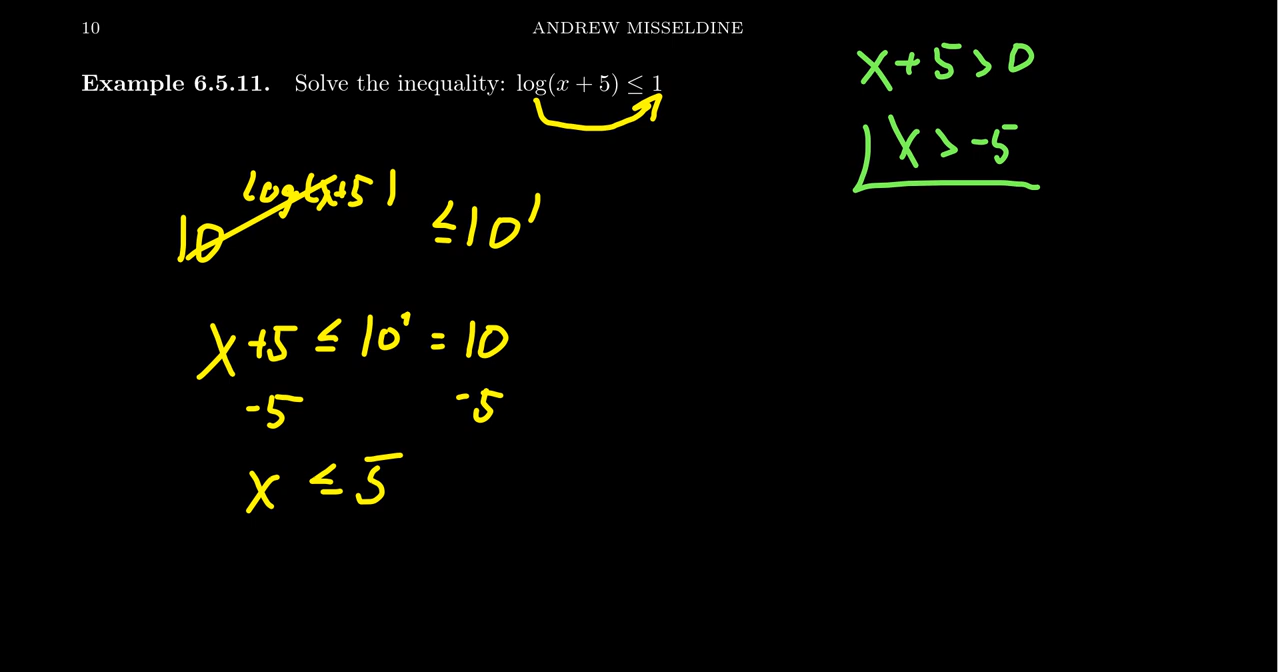 10 ANDREW MISSELDINE
Example 6.5.11. Solve the inequality: log(x + 5) ≤ 1
x+5>0
x>-5
10^log(x+5) ≤ 10^1
x+5 ≤ 10^1 = 10
-5 -5
x ≤ 5